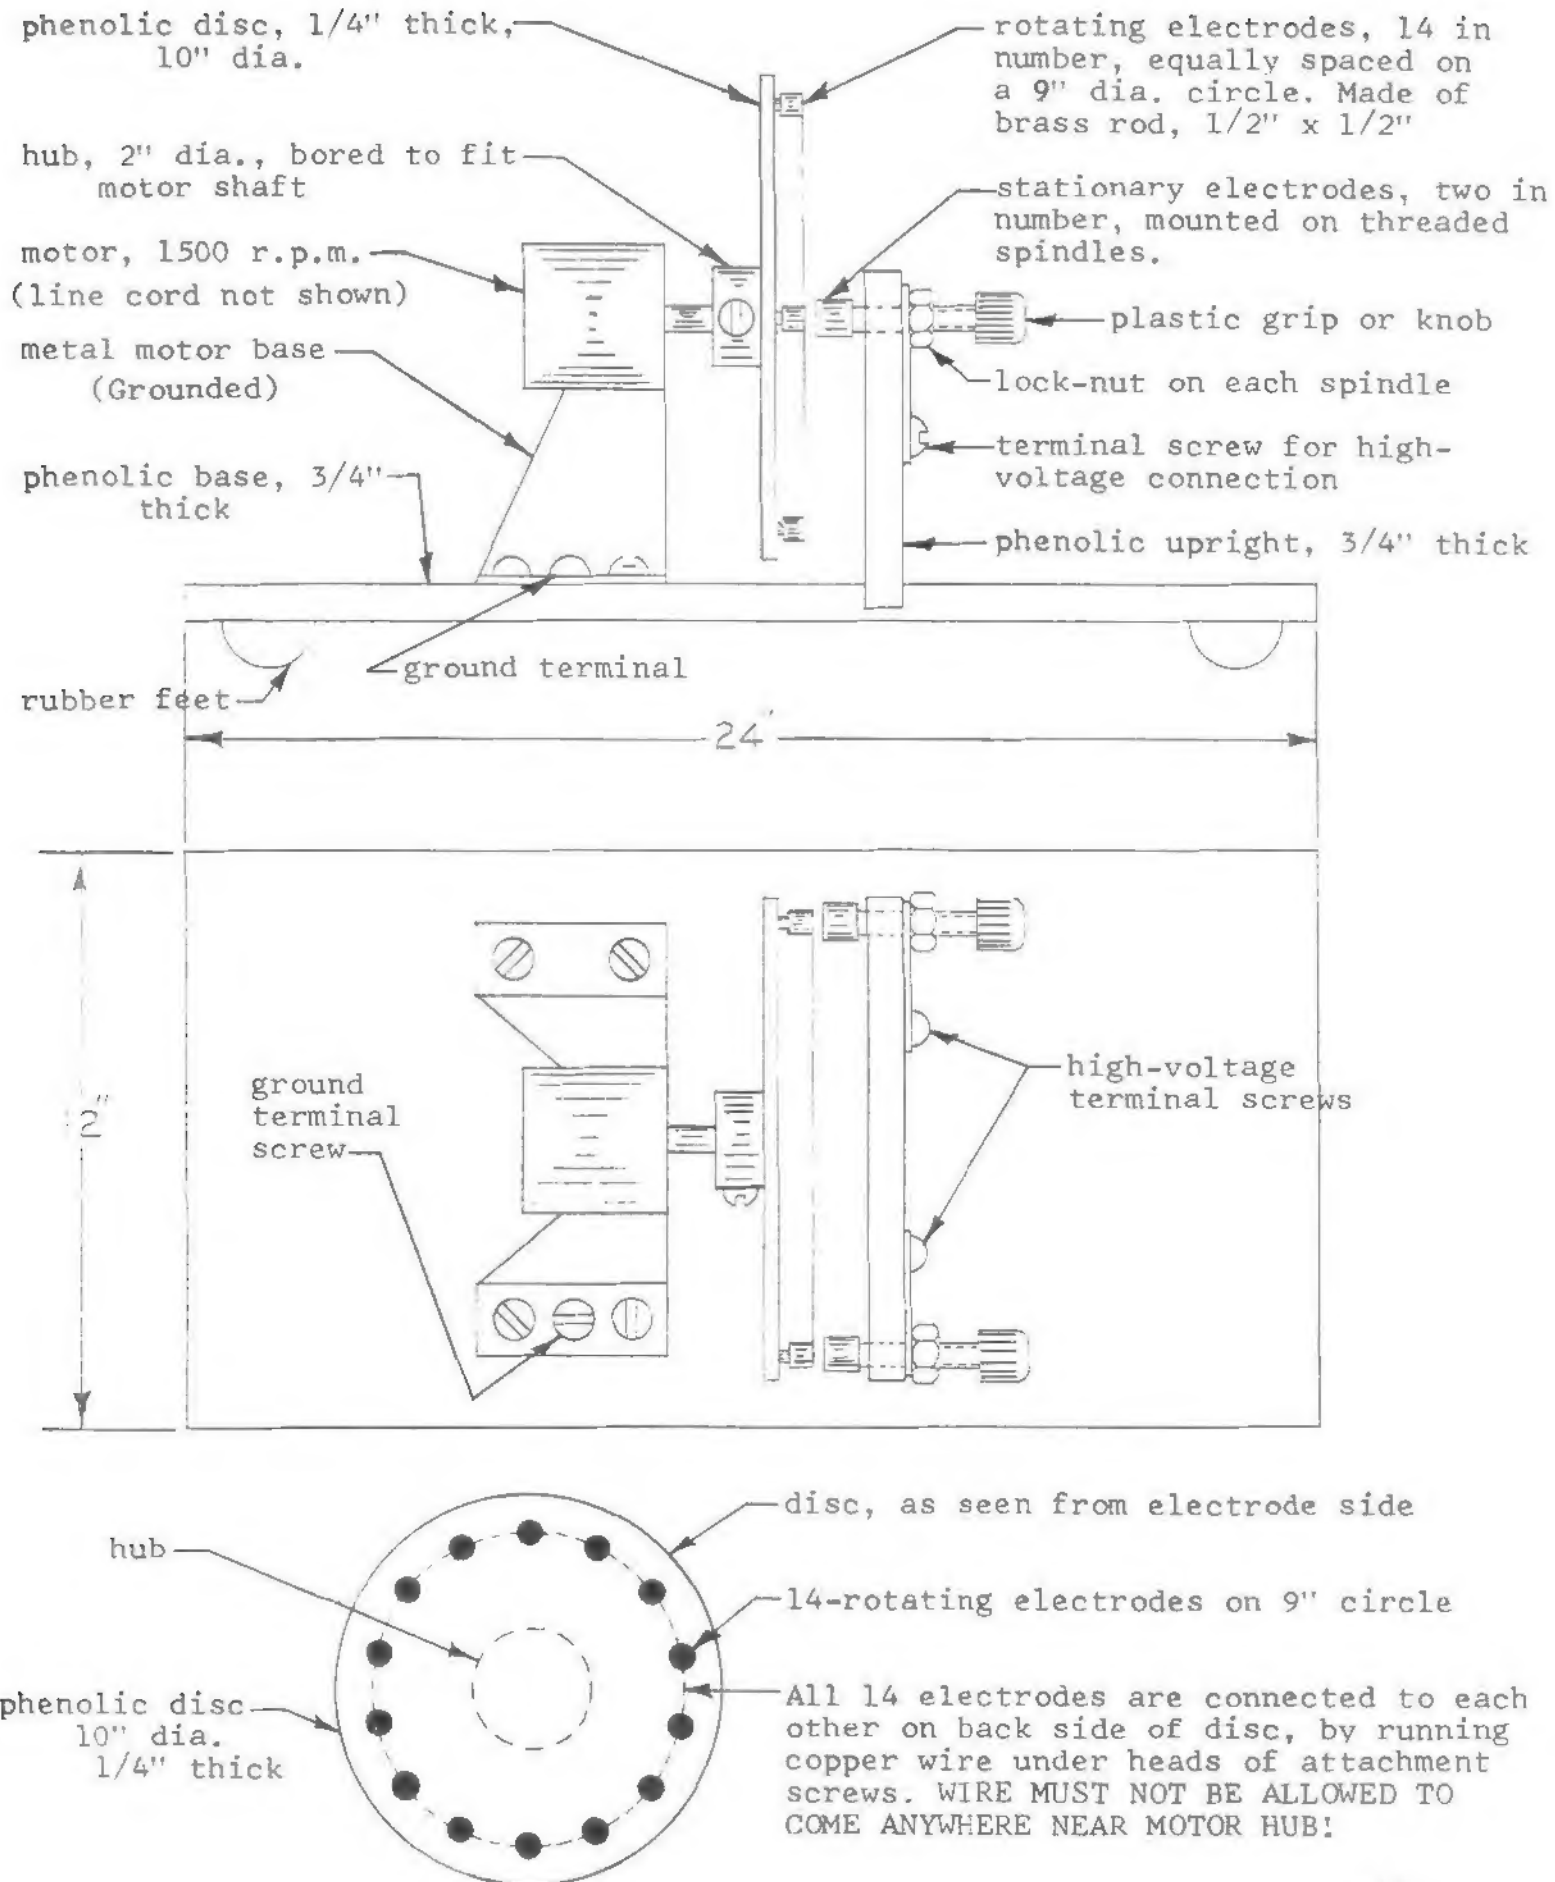 phenolic disc, 1/4" thick,
10" dia.
rotating electrodes, 14 in
number, equally spaced on
a 9" dia. circle. Made of
brass rod, 1/2" x 1/2"
hub, 2" dia., bored to fit
motor shaft
stationary electrodes, two in
number, mounted on threaded
spindles.
motor, 1500 r.p.m.
(line cord not shown)
plastic grip or knob
metal motor base
(Grounded)
lock-nut on each spindle
terminal screw for high-
voltage connection
phenolic base, 3/4"
thick
phenolic upright, 3/4" thick
ground terminal
rubber feet
24"
2"
ground
terminal
screw
high-voltage
terminal screws
disc, as seen from electrode side
hub
14-rotating electrodes on 9" circle
phenolic disc
10" dia.
1/4" thick
All 14 electrodes are connected to each
other on back side of disc, by running
copper wire under heads of attachment
screws. WIRE MUST NOT BE ALLOWED TO
COME ANYWHERE NEAR MOTOR HUB!